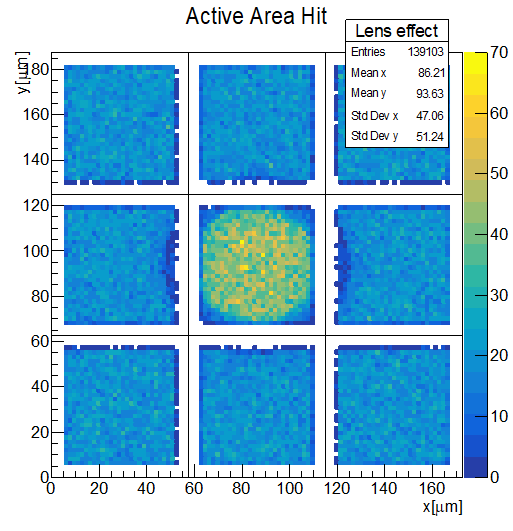 Active Area Hit
Lens effect
Entries 139103
Mean x 86.21
Mean y 93.63
Std Dev x 47.06
Std Dev y 51.24
y[μm]
180
160
140
120
100
80
60
40
20
0
0 20 40 60 80 100 120 140 160
x[μm]
70
60
50
40
30
20
10
0